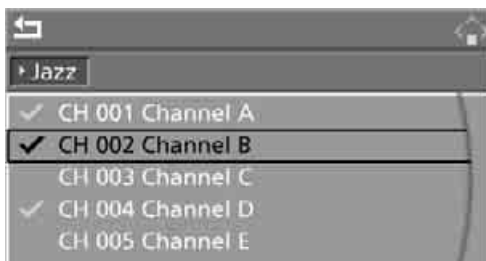 Jazz
CH 001 Channel A
CH 002 Channel B
CH 003 Channel C
CH 004 Channel D
CH 005 Channel E